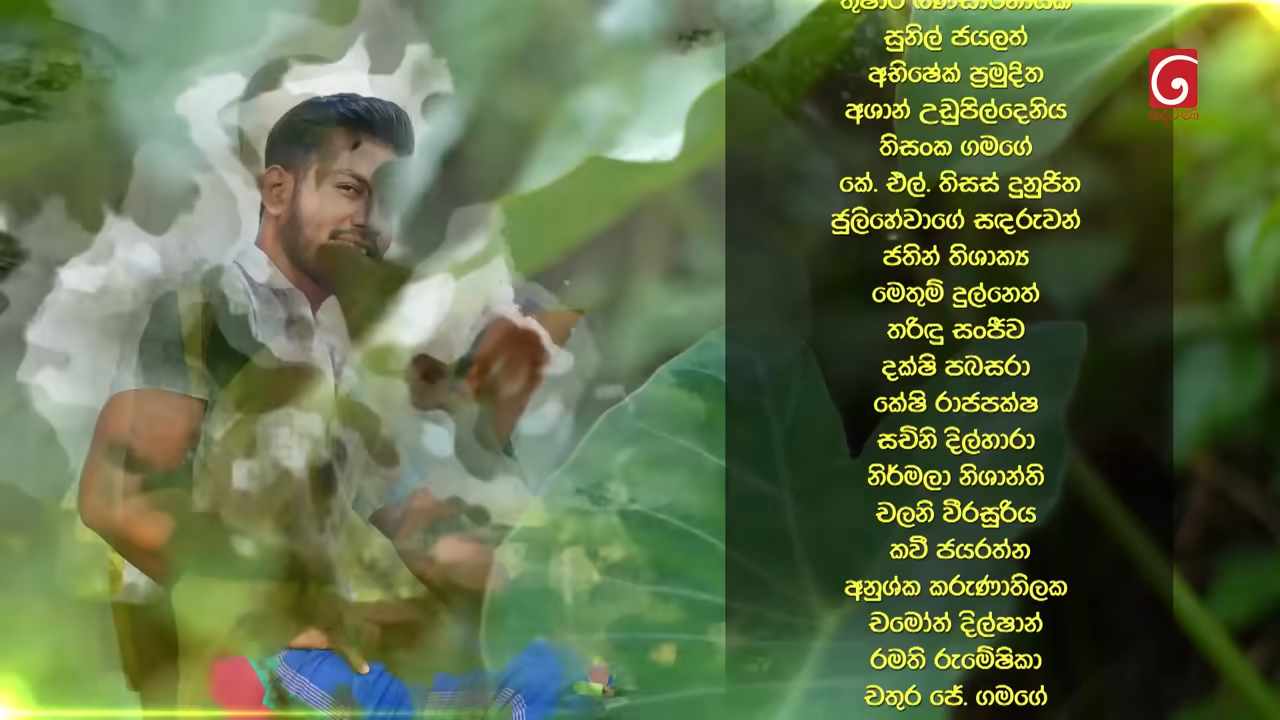 සුනිල් ජයලත්
අභිෂේක් ප්‍රමුදිත
අශාන් උඩුපිල්දෙනිය
තිසංක ගමගේ
කේ. එල්. තිසස් දුනුජිත
ජුලිහේවාගේ සඳරුවන්
ජනිත් තිශාක්‍ය
මෙතුම් දුල්නෙත්
තරිඳු සංජීව
දක්ෂි පබසරා
කේෂි රාජපක්ෂ
සචිනි දිල්හාරා
නිර්මලා නිශාන්ති
චලනි වීරසූරිය
කවී ජයරත්න
අනුශ්ක කරුණාතිලක
චමෝත් දිල්ෂාන්
රමති රුමේෂිකා
චතුර ජේ. ගමගේ